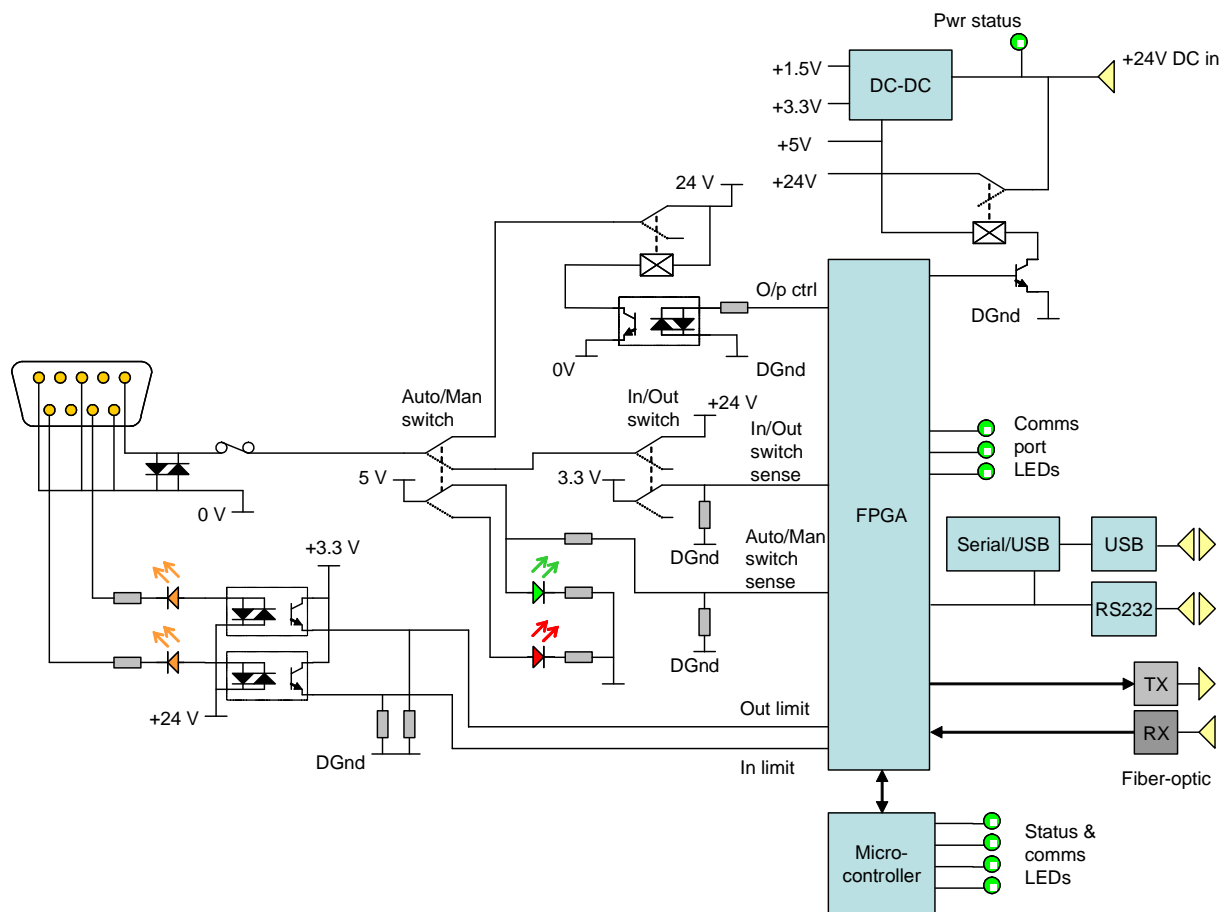 Pwr status
+24V DC in
+1.5V
DC-DC
+3.3V
+5V
+24V
24 V
O/p ctrl
DGnd
0V
DGnd
Auto/Man
switch
In/Out
switch
+24 V
In/Out
switch
sense
Comms
port
LEDs
5 V
3.3 V
0 V
FPGA
DGnd
Auto/Man
switch
sense
Serial/USB
USB
+3.3 V
RS232
DGnd
TX
+24 V
Out limit
RX
DGnd
In limit
Fiber-optic
Micro-
controller
Status &
comms
LEDs